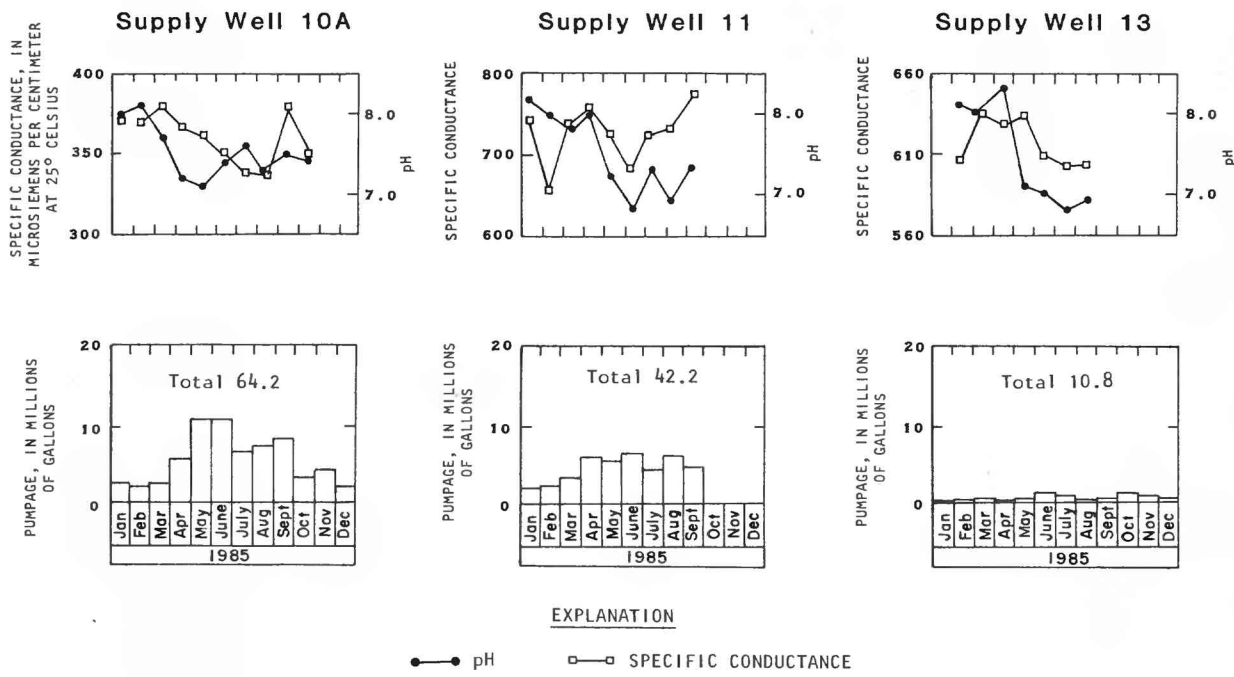 Supply Well 10A
Supply Well 11
Supply Well 13
SPECIFIC CONDUCTANCE, IN
MICROSIEMENS PER CENTIMETER
AT 25° CELSIUS
400
350
300
8.0
7.0
pH
SPECIFIC CONDUCTANCE
800
700
600
8.0
7.0
pH
SPECIFIC CONDUCTANCE
660
610
560
8.0
7.0
pH
PUMPAGE, IN MILLIONS
OF GALLONS
20
10
0
Total 64.2
Jan Feb Mar Apr May June July Aug Sept Oct Nov Dec
1985
PUMPAGE, IN MILLIONS
OF GALLONS
20
10
0
Total 42.2
Jan Feb Mar Apr May June July Aug Sept Oct Nov Dec
1985
PUMPAGE, IN MILLIONS
OF GALLONS
20
10
0
Total 10.8
Jan Feb Mar Apr May June July Aug Sept Oct Nov Dec
1985
EXPLANATION
pH
SPECIFIC CONDUCTANCE